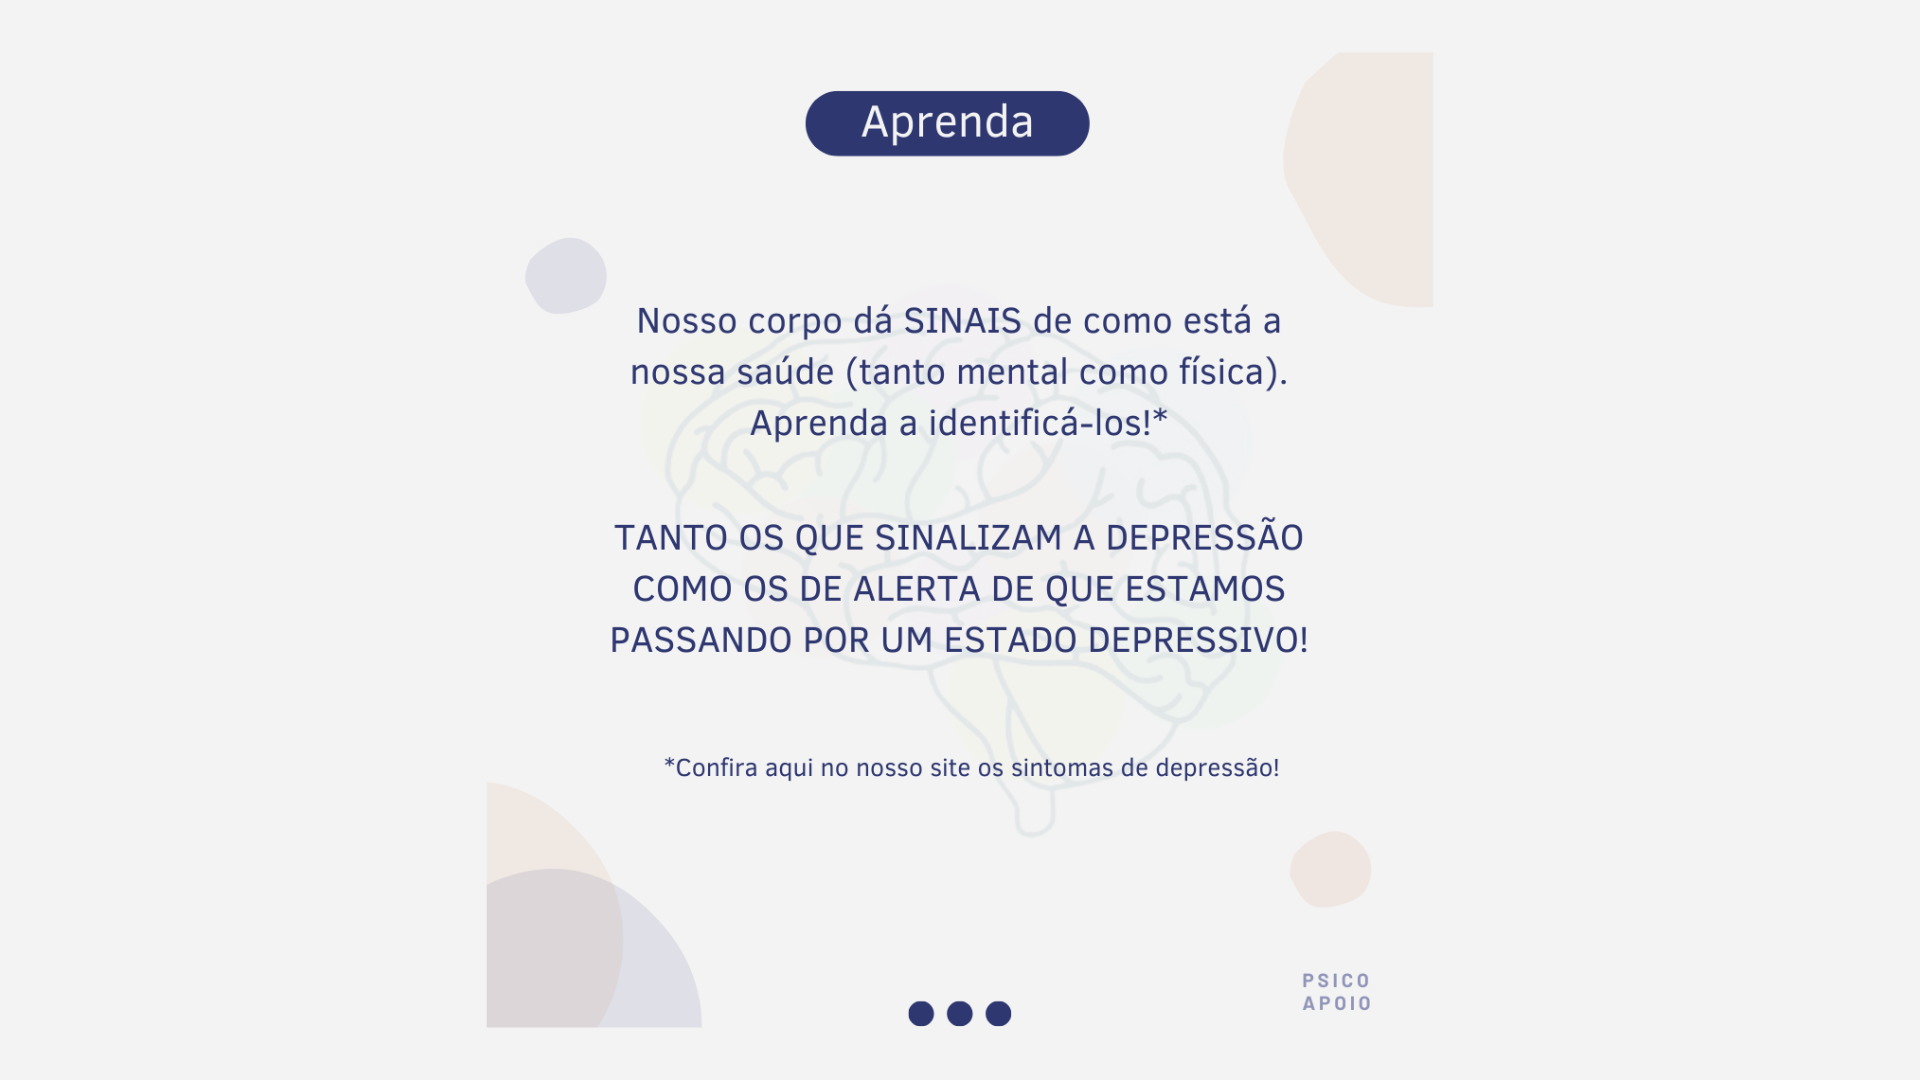 Aprenda
Nosso corpo dá SINAIS de como está a
nossa saúde (tanto mental como física).
Aprenda a identificá-los!*
TANTO OS QUE SINALIZAM A DEPRESSÃO
COMO OS DE ALERTA DE QUE ESTAMOS
PASSANDO POR UM ESTADO DEPRESSIVO!
*Confira aqui no nosso site os sintomas de depressão!
PSICO
APOIO